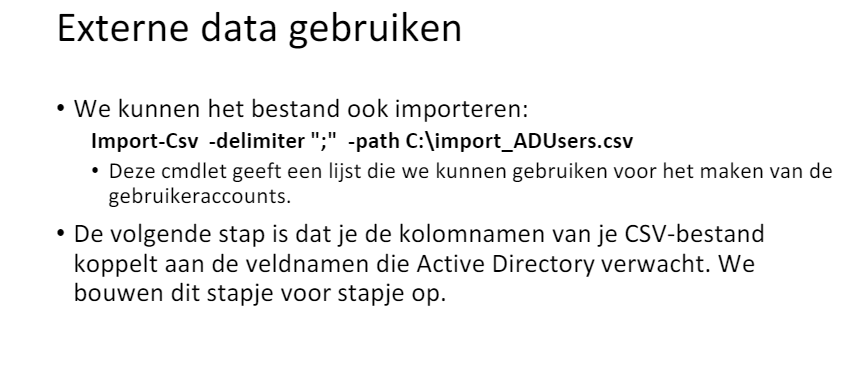 Externe data gebruiken
• We kunnen het bestand ook importeren:
Import-Csv -delimiter ";" -path C:\import_ADUsers.csv
• Deze cmdlet geeft een lijst die we kunnen gebruiken voor het maken van de
gebruikeraccounts.
• De volgende stap is dat je de kolomnamen van je CSV-bestand
koppelt aan de veldnamen die Active Directory verwacht. We
bouwen dit stapje voor stapje op.